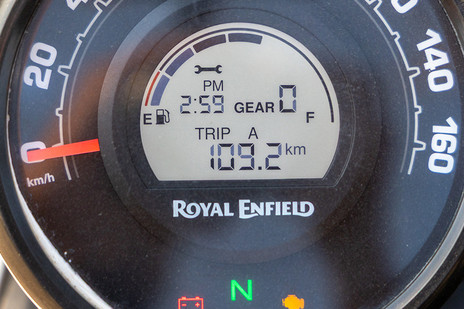 20
140
160
0
km/h
PM
2:59 GEAR 0
E F
TRIP A
109.2 km
ROYAL ENFIELD
N